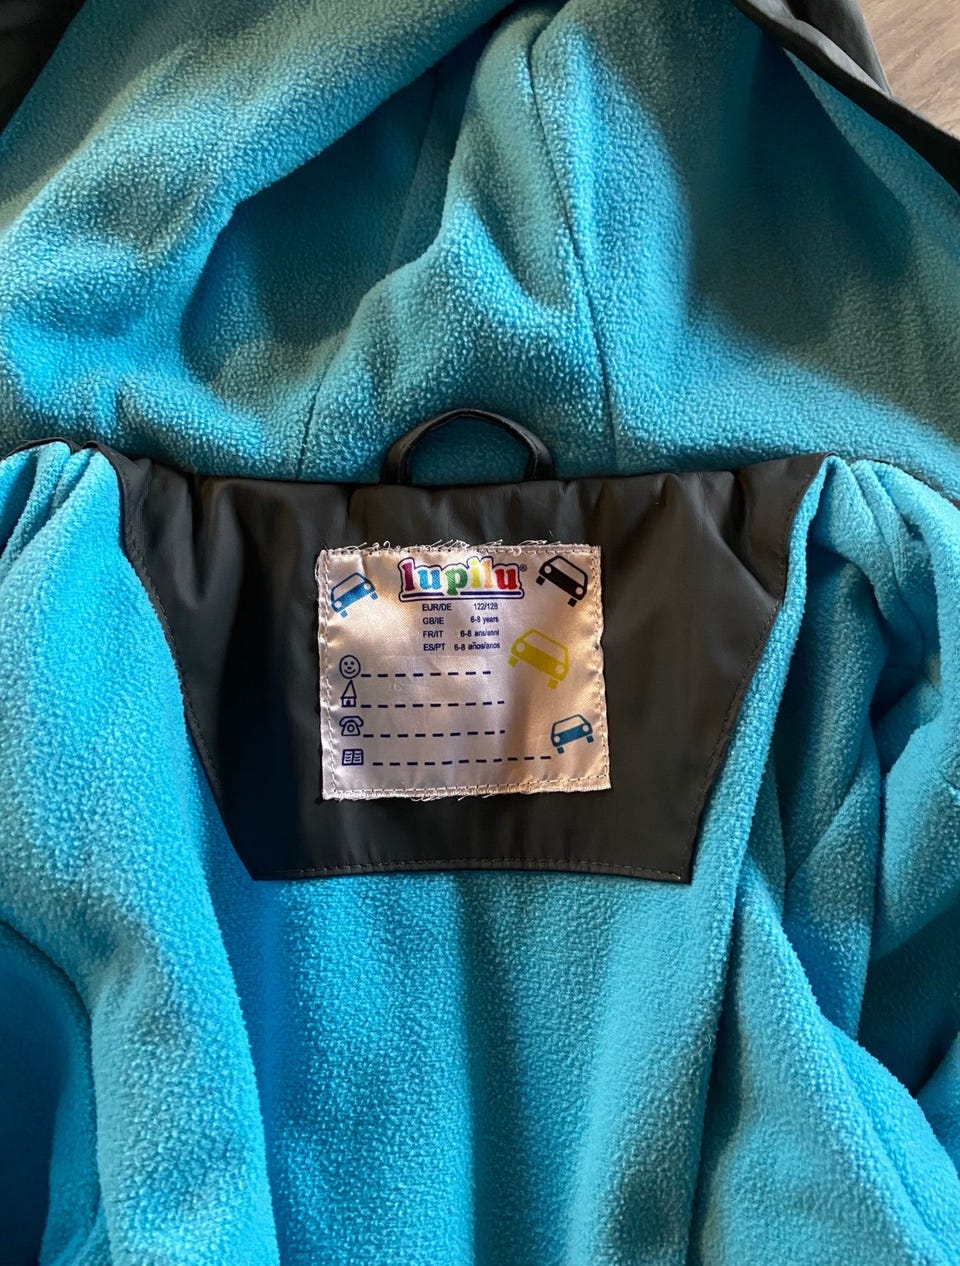 lupilu®
EUR/DE 122/128
GB/IE 6-8 years
FR/IT 6-8 ans/anni
ES/PT 6-8 años/anos